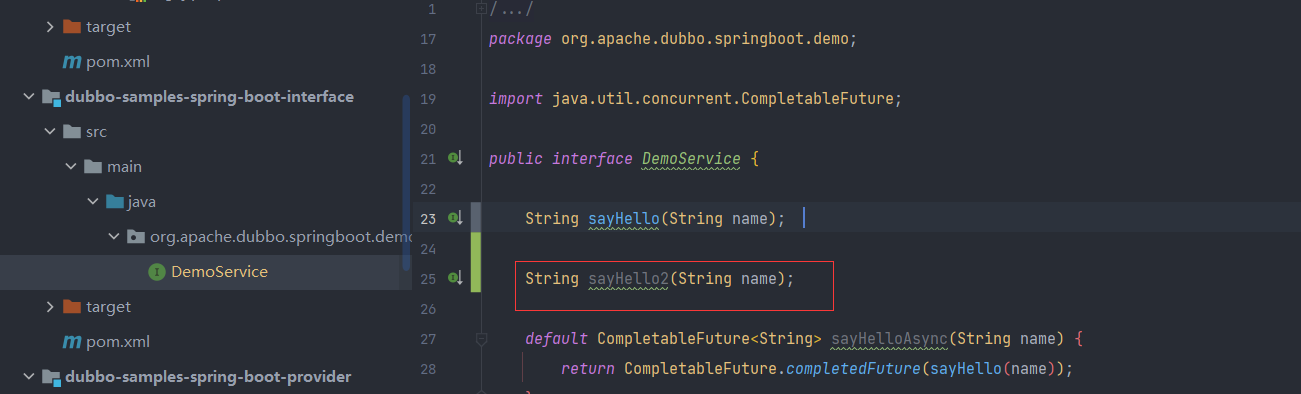 target
pom.xml
dubbo-samples-spring-boot-interface
src
main
java
org.apache.dubbo.springboot.demo
DemoService
target
pom.xml
dubbo-samples-spring-boot-provider
1 /.../
17 package org.apache.dubbo.springboot.demo;
18
19 import java.util.concurrent.CompletableFuture;
20
21 public interface DemoService {
22
23 String sayHello(String name);
24
25 String sayHello2(String name);
26
27 default CompletableFuture<String> sayHelloAsync(String name) {
28 return CompletableFuture.completedFuture(sayHello(name));